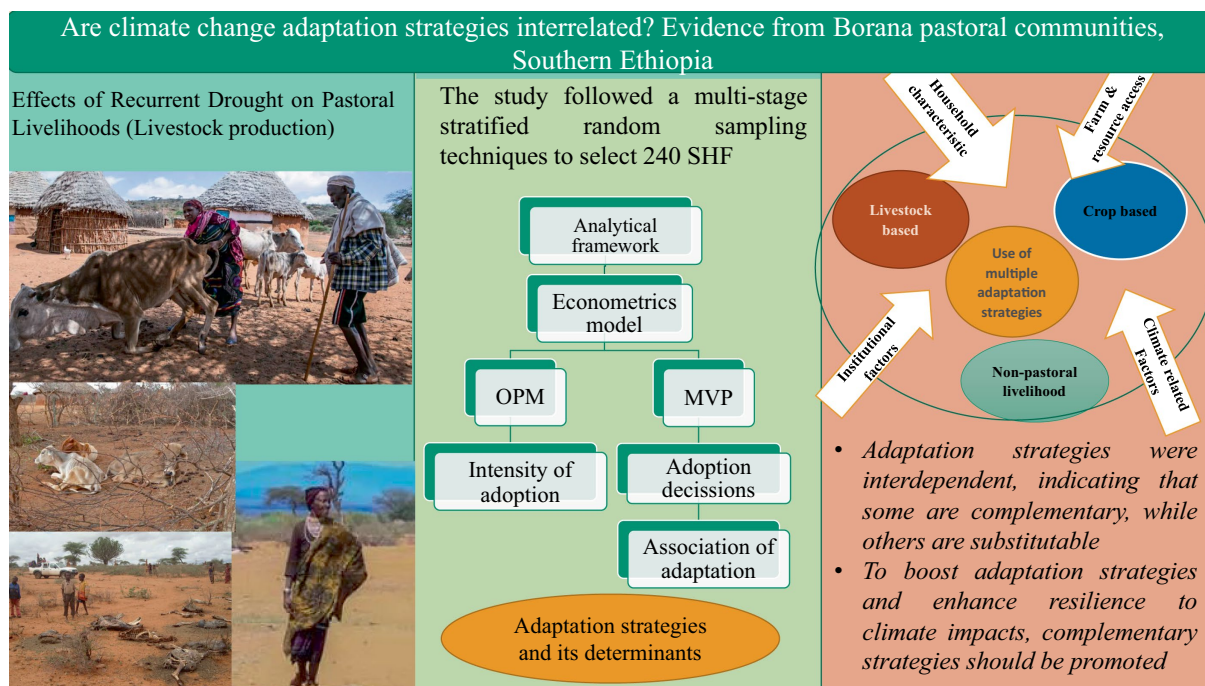 Are climate change adaptation strategies interrelated? Evidence from Borana pastoral communities,
Southern Ethiopia
Effects of Recurrent Drought on Pastoral
Livelihoods (Livestock production)
The study followed a multi-stage
stratified random sampling
techniques to select 240 SHF
Analytical
framework
Econometrics
model
OPM
MVP
Intensity of
adoption
Adoption
decissions
Association of
adaptation
Adaptation strategies
and its determinants
Household
characteristic
Farm &
resource access
Livestock
based
Crop based
Use of
multiple
adaptation
strategies
Institutional
factors
Climate related
Factors
Non-pastoral
livelihood
• Adaptation strategies were
interdependent, indicating that
some are complementary, while
others are substitutable
• To boost adaptation strategies
and enhance resilience to
climate impacts, complementary
strategies should be promoted